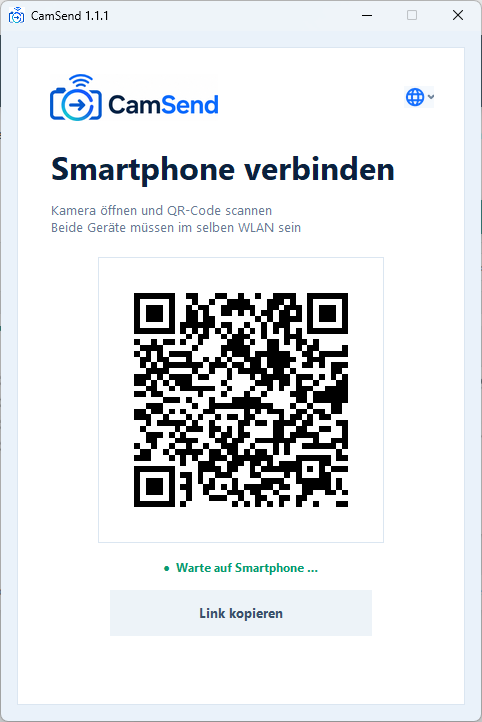 CamSend 1.1.1
CamSend
Smartphone verbinden
Kamera öffnen und QR-Code scannen
Beide Geräte müssen im selben WLAN sein
• Warte auf Smartphone ...
Link kopieren